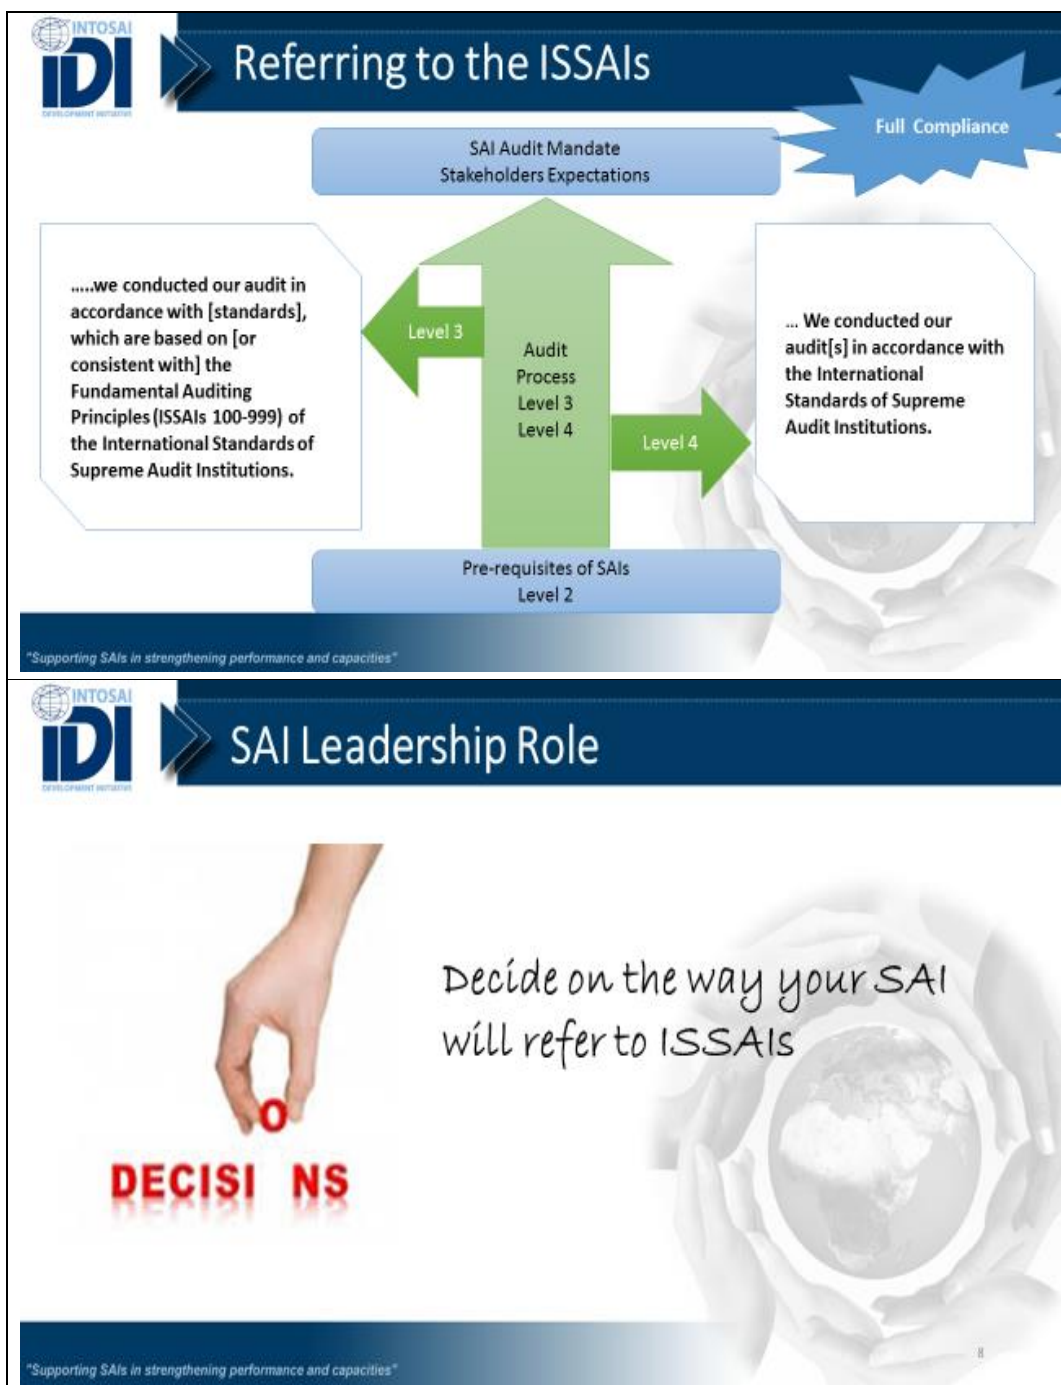 INTOSAI
iDI
DEVELOPMENT INITIATIVE
Referring to the ISSAIs
Full Compliance
SAI Audit Mandate
Stakeholders Expectations
.....we conducted our audit in
accordance with [standards],
which are based on [or
consistent with] the
Fundamental Auditing
Principles (ISSAIs 100-999) of
the International Standards of
Supreme Audit Institutions.
Level 3
Audit
Process
Level 3
Level 4
Level 4
... We conducted our
audit[s] in accordance with
the International
Standards of Supreme
Audit Institutions.
Pre-requisites of SAIs
Level 2
"Supporting SAIs in strengthening performance and capacities"
INTOSAI
iDI
DEVELOPMENT INITIATIVE
SAI Leadership Role
Decide on the way your SAI
will refer to ISSAIs
O
DECISI NS
8
"Supporting SAIs in strengthening performance and capacities"